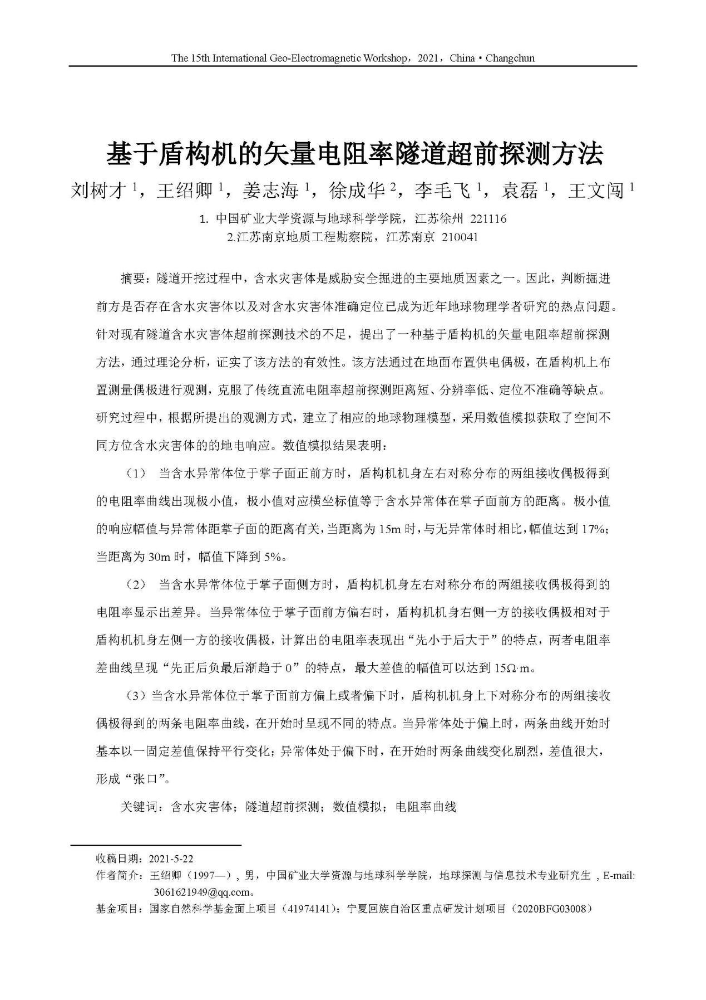 The 15th International Geo-Electromagnetic Workshop，2021，China·Changchun
基于盾构机的矢量电阻率隧道超前探测方法
刘树才 1，王绍卿 1，姜志海 1，徐成华 2，李毛飞 1，袁磊 1，王文闯 1
1. 中国矿业大学资源与地球科学学院，江苏徐州 221116
2.江苏南京地质工程勘察院，江苏南京 210041
摘要：隧道开挖过程中，含水灾害体是威胁安全掘进的主要地质因素之一。因此，判断掘进
前方是否存在含水灾害体以及对含水灾害体准确定位已成为近年地球物理学者研究的热点问题。
针对现有隧道含水灾害体超前探测技术的不足，提出了一种基于盾构机的矢量电阻率超前探测
方法，通过理论分析，证实了该方法的有效性。该方法通过在地面布置供电偶极，在盾构机上布
置测量偶极进行观测，克服了传统直流电阻率超前探测距离短、分辨率低、定位不准确等缺点。
研究过程中，根据所提出的观测方式，建立了相应的地球物理模型，采用数值模拟获取了空间不
同方位含水灾害体的的地电响应。数值模拟结果表明：
（1） 当含水异常体位于掌子面正前方时，盾构机机身左右对称分布的两组接收偶极得到
的电阻率曲线出现极小值，极小值对应横坐标值等于含水异常体在掌子面前方的距离。极小值
的响应幅值与异常体距掌子面的距离有关，当距离为 15m 时，与无异常体时相比，幅值达到 17%；
当距离为 30m 时，幅值下降到 5%。
（2） 当含水异常体位于掌子面侧方时，盾构机机身左右对称分布的两组接收偶极得到的
电阻率显示出差异。当异常体位于掌子面前方偏右时，盾构机机身右侧一方的接收偶极相对于
盾构机机身左侧一方的接收偶极，计算出的电阻率表现出“先小于后大于”的特点，两者电阻率
差曲线呈现“先正后负最后渐趋于 0”的特点，最大差值的幅值可以达到 15Ω·m。
（3）当含水异常体位于掌子面前方偏上或者偏下时，盾构机机身上下对称分布的两组接收
偶极得到的两条电阻率曲线，在开始时呈现不同的特点。当异常体处于偏上时，两条曲线开始时
基本以一固定差值保持平行变化；异常体处于偏下时，在开始时两条曲线变化剧烈，差值很大，
形成“张口”。
关键词：含水灾害体；隧道超前探测；数值模拟；电阻率曲线
收稿日期：2021-5-22
作者简介：王绍卿（1997—）, 男，中国矿业大学资源与地球科学学院，地球探测与信息技术专业研究生 , E-mail:
3061621949@qq.com。
基金项目：国家自然科学基金面上项目（41974141）；宁夏回族自治区重点研发计划项目（2020BFG03008）